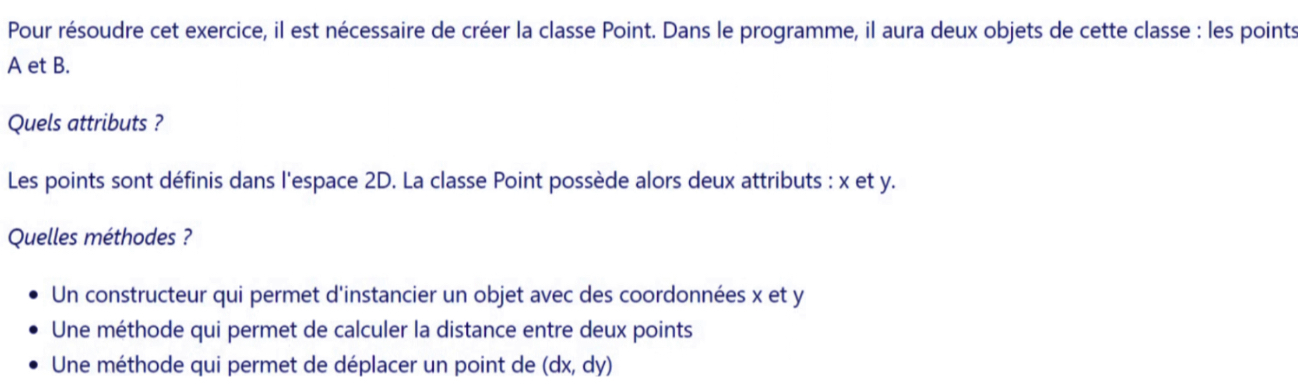 Pour résoudre cet exercice, il est nécessaire de créer la classe Point. Dans le programme, il aura deux objets de cette classe : les points
A et B.
Quels attributs ?
Les points sont définis dans l'espace 2D. La classe Point possède alors deux attributs : x et y.
Quelles méthodes ?
• Un constructeur qui permet d'instancier un objet avec des coordonnées x et y
• Une méthode qui permet de calculer la distance entre deux points
• Une méthode qui permet de déplacer un point de (dx, dy)